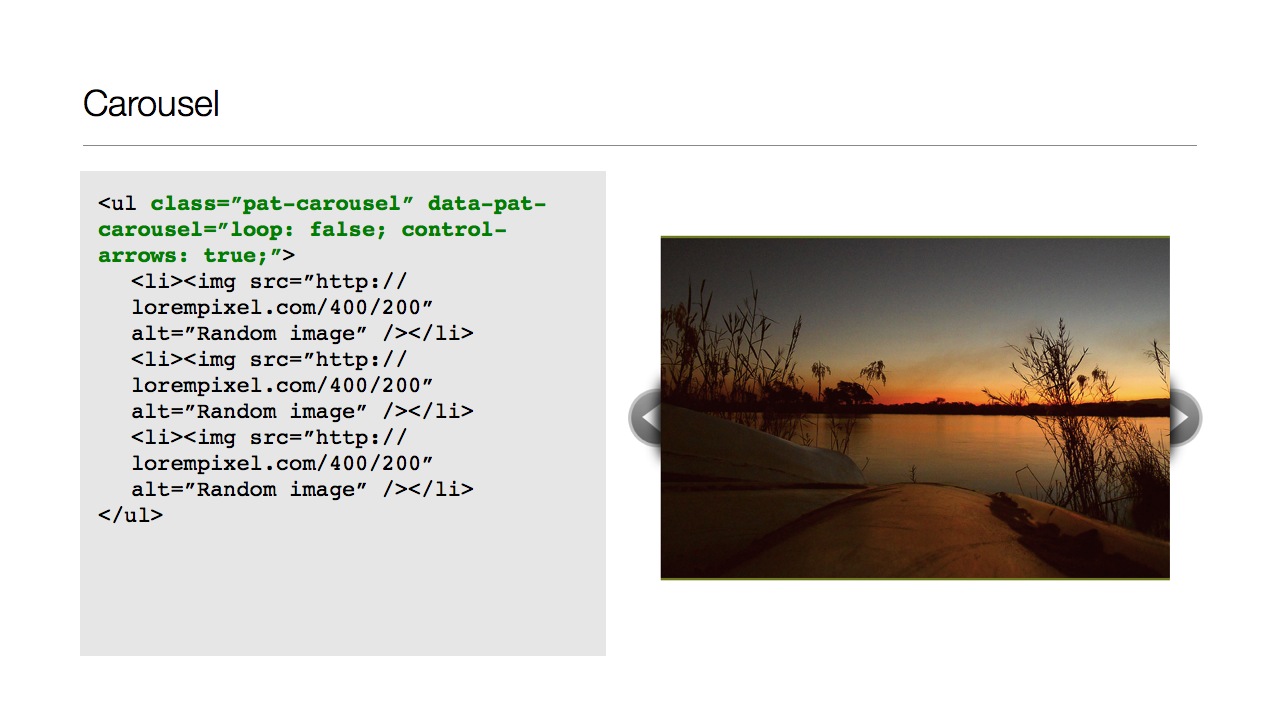 Carousel
<ul class=”pat-carousel” data-pat-
carousel=”loop: false; control-
arrows: true;”>
<li><img src=”http://
lorempixel.com/400/200”
alt=”Random image” /></li>
<li><img src=”http://
lorempixel.com/400/200”
alt=”Random image” /></li>
<li><img src=”http://
lorempixel.com/400/200”
alt=”Random image” /></li>
</ul>